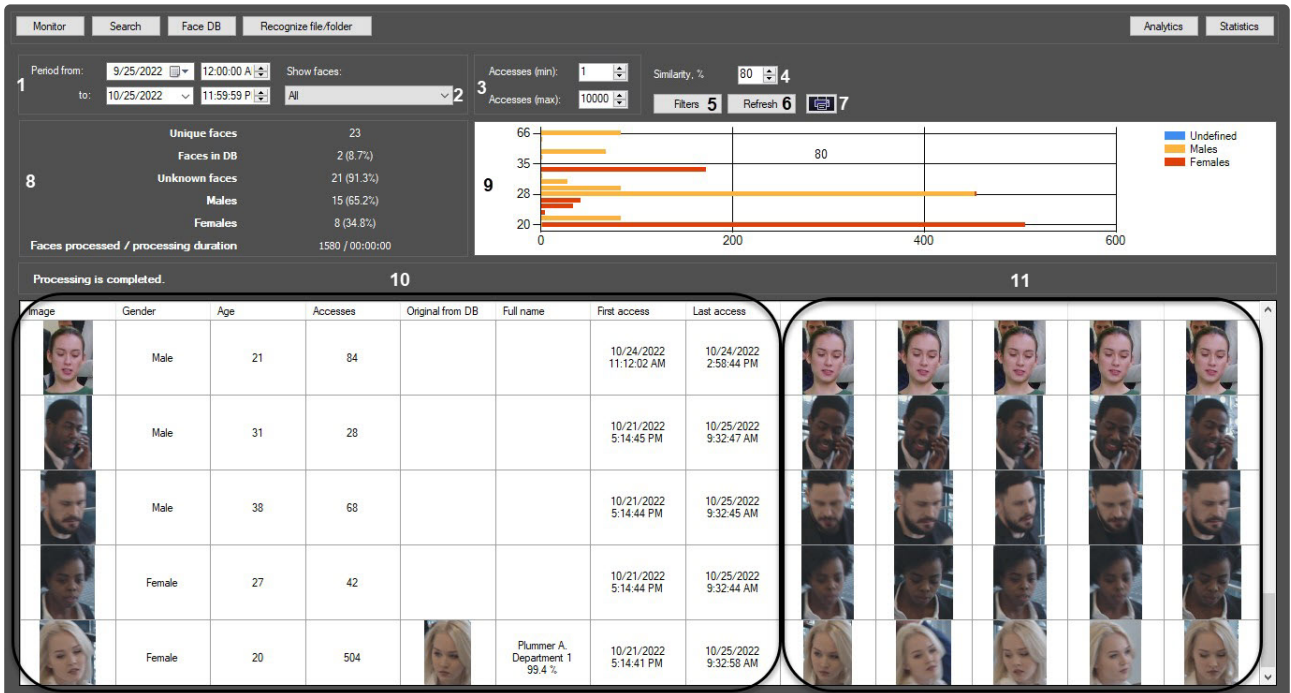 Monitor Search Face DB Recognize file/folder Analytics Statistics
1 Period from: 9/25/2022 12:00:00 A Show faces: 3 Accesses (min): 1 Similarity, % 80 4
to: 10/25/2022 11:59:59 P All 2 Accesses (max): 10000 Filters 5 Refresh 6 7
8
Unique faces 23
Faces in DB 2 (8.7%)
Unknown faces 21 (91.3%)
Males 15 (65.2%)
Females 8 (34.8%)
Faces processed / processing duration 1580 / 00:00:00
9
66
35
28
20
80
0 200 400 600
Undefined
Males
Females
Processing is completed. 10 11
Image Gender Age Accesses Original from DB Full name First access Last access
Male 21 84 10/24/2022 10/24/2022
11:12:02 AM 2:58:44 PM
Male 31 28 10/21/2022 10/25/2022
5:14:45 PM 9:32:47 AM
Male 38 68 10/21/2022 10/25/2022
5:14:44 PM 9:32:45 AM
Female 27 42 10/21/2022 10/25/2022
5:14:44 PM 9:32:44 AM
Female 20 504 Plummer A. 10/21/2022 10/25/2022
Department 1 5:14:41 PM 9:32:58 AM
99.4 %